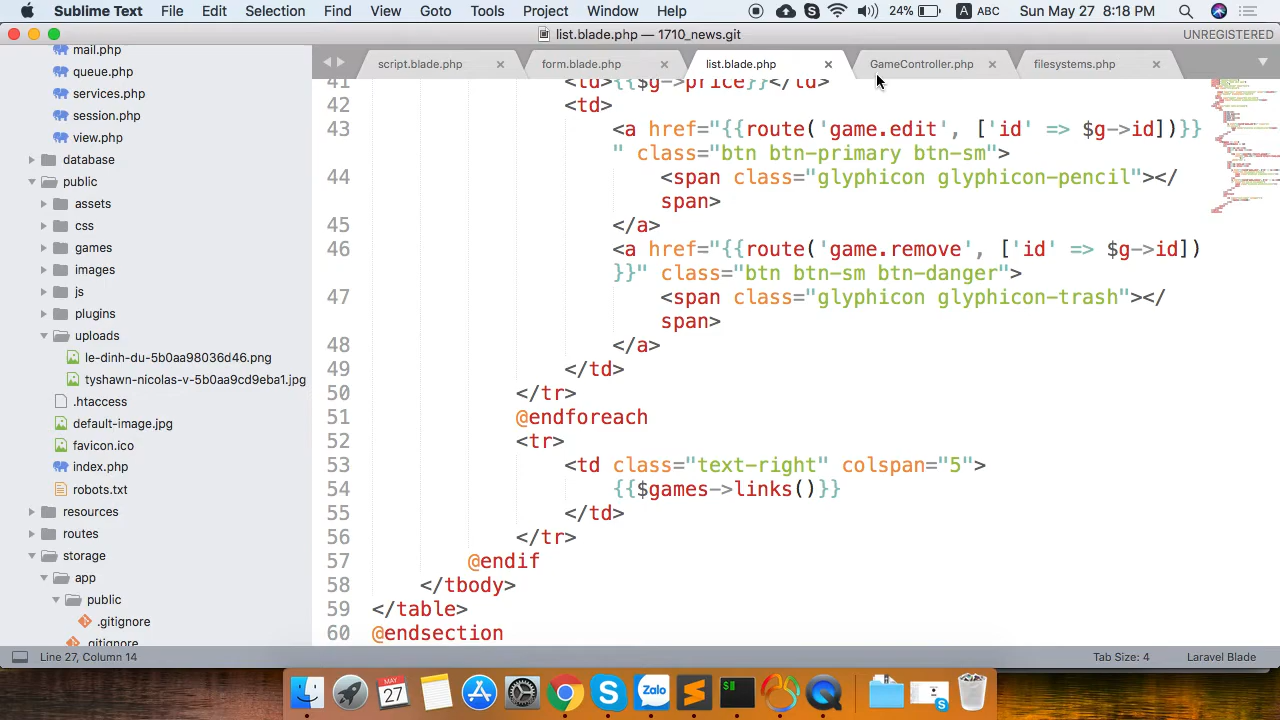 Sublime Text File Edit Selection Find View Goto Tools Project Window Help 24% A ABC Sun May 27 8:18 PM
list.blade.php — 1710_news.git UNREGISTERED
mail.php
queue.php
services.php
session.php
view.php
database
public
assets
css
games
images
js
plugins
uploads
le-dinh-du-5b0aa98036d46.png
tyshawn-nicolas-v-5b0aa9cd9eba1.jpg
.htaccess
default-image.jpg
favicon.ico
index.php
robots.txt
resources
routes
storage
app
public
.gitignore
.gitignore
script.blade.php × form.blade.php × list.blade.php × GameController.php × filesystems.php ×
41 <td>{{$g->price}}</td>
42 <td>
43 <a href="{{route('game.edit', ['id' => $g->id])}}
" class="btn btn-primary btn-sm">
44 <span class="glyphicon glyphicon-pencil"></
span>
45 </a>
46 <a href="{{route('game.remove', ['id' => $g->id])
}}" class="btn btn-sm btn-danger">
47 <span class="glyphicon glyphicon-trash"></
span>
48 </a>
49 </td>
50 </tr>
51 @endforeach
52 <tr>
53 <td class="text-right" colspan="5">
54 {{$games->links()}}
55 </td>
56 </tr>
57 @endif
58 </tbody>
59 </table>
60 @endsection
Line 27, Column 14 Tab Size: 4 Laravel Blade
MAY
27
Zalo